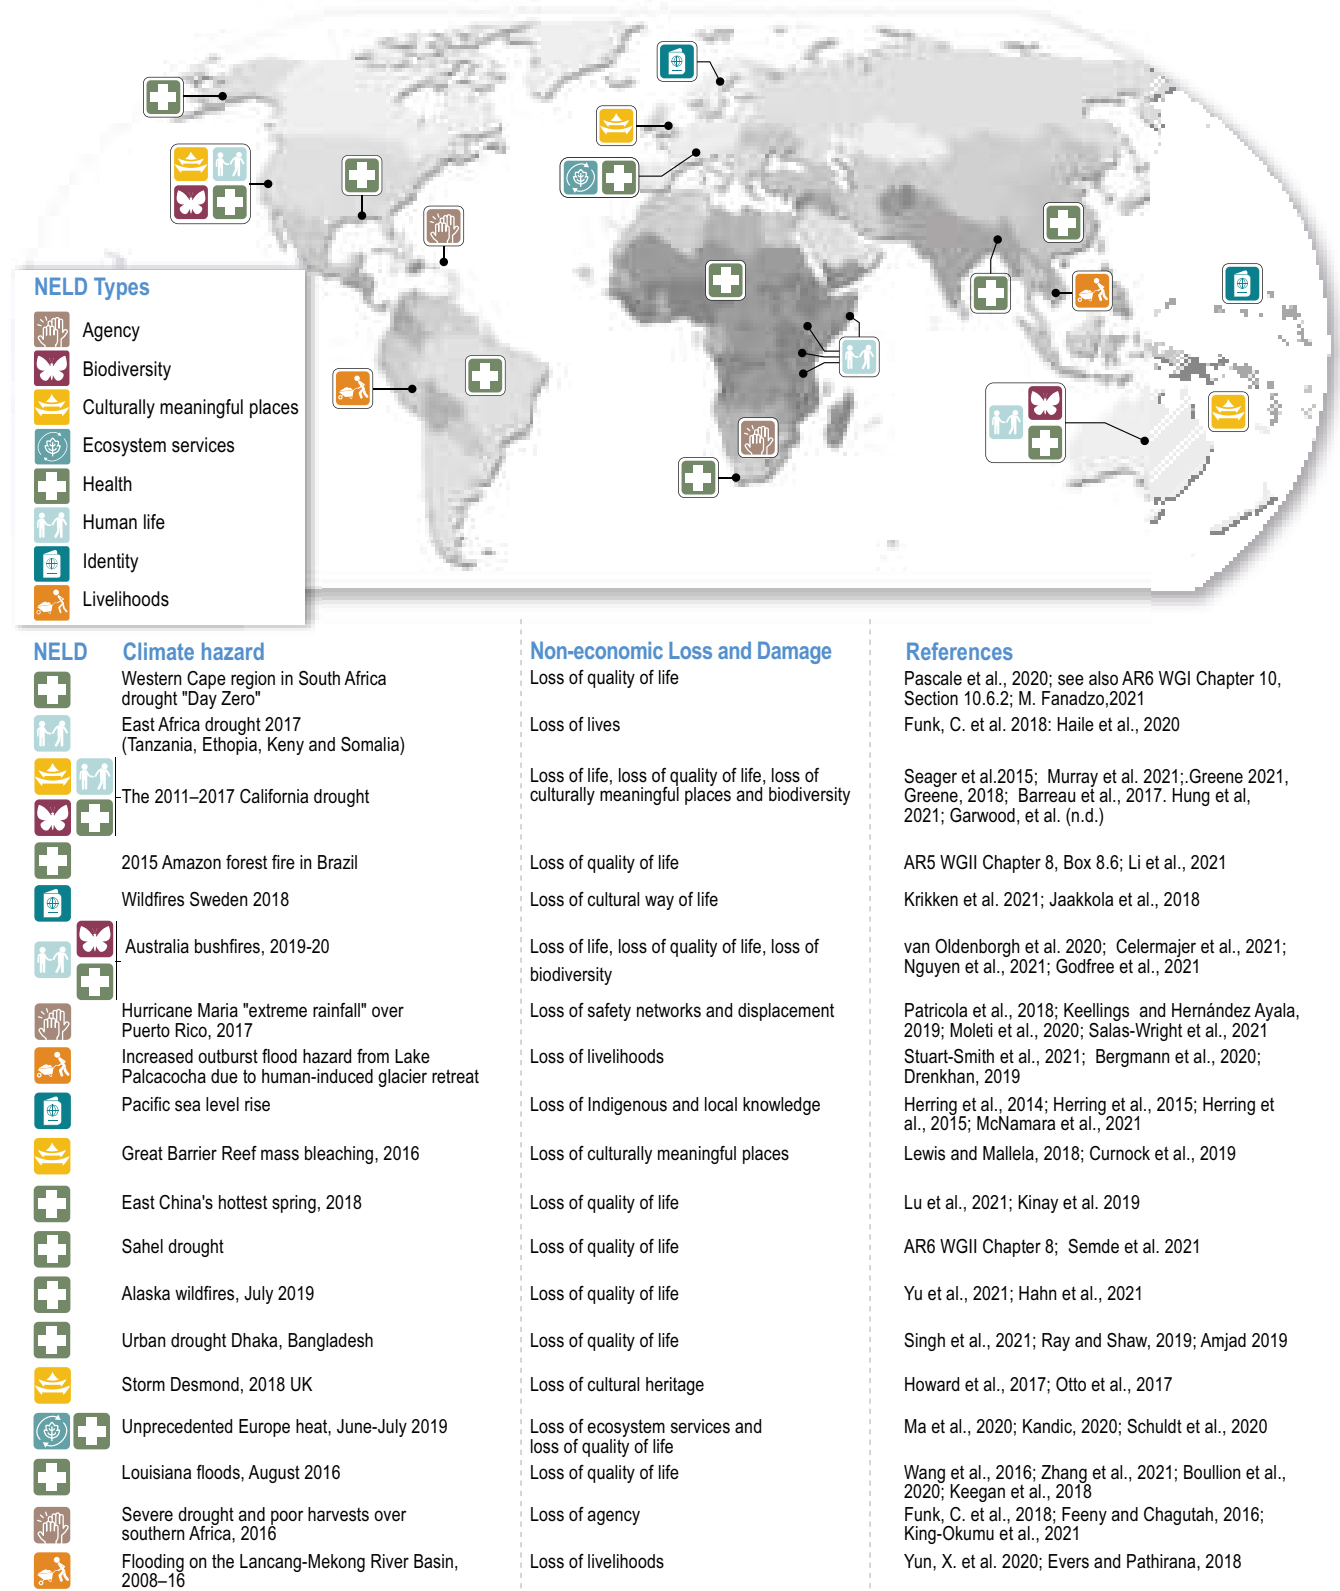 NELD Types
Agency
Biodiversity
Culturally meaningful places
Ecosystem services
Health
Human life
Identity
Livelihoods
NELD Climate hazard Non-economic Loss and Damage References
Western Cape region in South Africa
drought "Day Zero"
Loss of quality of life
Pascale et al., 2020; see also AR6 WGI Chapter 10,
Section 10.6.2; M. Fanadzo,2021
East Africa drought 2017
(Tanzania, Ethopia, Keny and Somalia)
Loss of lives
Funk, C. et al. 2018: Haile et al., 2020
The 2011–2017 California drought
Loss of life, loss of quality of life, loss of
culturally meaningful places and biodiversity
Seager et al.2015; Murray et al. 2021;.Greene 2021,
Greene, 2018; Barreau et al., 2017. Hung et al,
2021; Garwood, et al. (n.d.)
2015 Amazon forest fire in Brazil
Loss of quality of life
AR5 WGII Chapter 8, Box 8.6; Li et al., 2021
Wildfires Sweden 2018
Loss of cultural way of life
Krikken et al. 2021; Jaakkola et al., 2018
Australia bushfires, 2019-20
Loss of life, loss of quality of life, loss of
biodiversity
van Oldenborgh et al. 2020; Celermajer et al., 2021;
Nguyen et al., 2021; Godfree et al., 2021
Hurricane Maria "extreme rainfall" over
Puerto Rico, 2017
Loss of safety networks and displacement
Patricola et al., 2018; Keellings and Hernández Ayala,
2019; Moleti et al., 2020; Salas-Wright et al., 2021
Increased outburst flood hazard from Lake
Palcacocha due to human-induced glacier retreat
Loss of livelihoods
Stuart-Smith et al., 2021; Bergmann et al., 2020;
Drenkhan, 2019
Pacific sea level rise
Loss of Indigenous and local knowledge
Herring et al., 2014; Herring et al., 2015; Herring et
al., 2015; McNamara et al., 2021
Great Barrier Reef mass bleaching, 2016
Loss of culturally meaningful places
Lewis and Mallela, 2018; Curnock et al., 2019
East China's hottest spring, 2018
Loss of quality of life
Lu et al., 2021; Kinay et al. 2019
Sahel drought
Loss of quality of life
AR6 WGII Chapter 8; Semde et al. 2021
Alaska wildfires, July 2019
Loss of quality of life
Yu et al., 2021; Hahn et al., 2021
Urban drought Dhaka, Bangladesh
Loss of quality of life
Singh et al., 2021; Ray and Shaw, 2019; Amjad 2019
Storm Desmond, 2018 UK
Loss of cultural heritage
Howard et al., 2017; Otto et al., 2017
Unprecedented Europe heat, June-July 2019
Loss of ecosystem services and
loss of quality of life
Ma et al., 2020; Kandic, 2020; Schuldt et al., 2020
Louisiana floods, August 2016
Loss of quality of life
Wang et al., 2016; Zhang et al., 2021; Boullion et al.,
2020; Keegan et al., 2018
Severe drought and poor harvests over
southern Africa, 2016
Loss of agency
Funk, C. et al., 2018; Feeny and Chagutah, 2016;
King-Okumu et al., 2021
Flooding on the Lancang-Mekong River Basin,
2008–16
Loss of livelihoods
Yun, X. et al. 2020; Evers and Pathirana, 2018